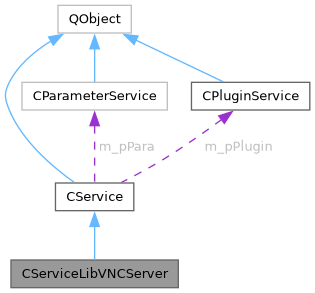 QObject
CParameterService
CPluginService
m_pPara
m_pPlugin
CService
CServiceLibVNCServer